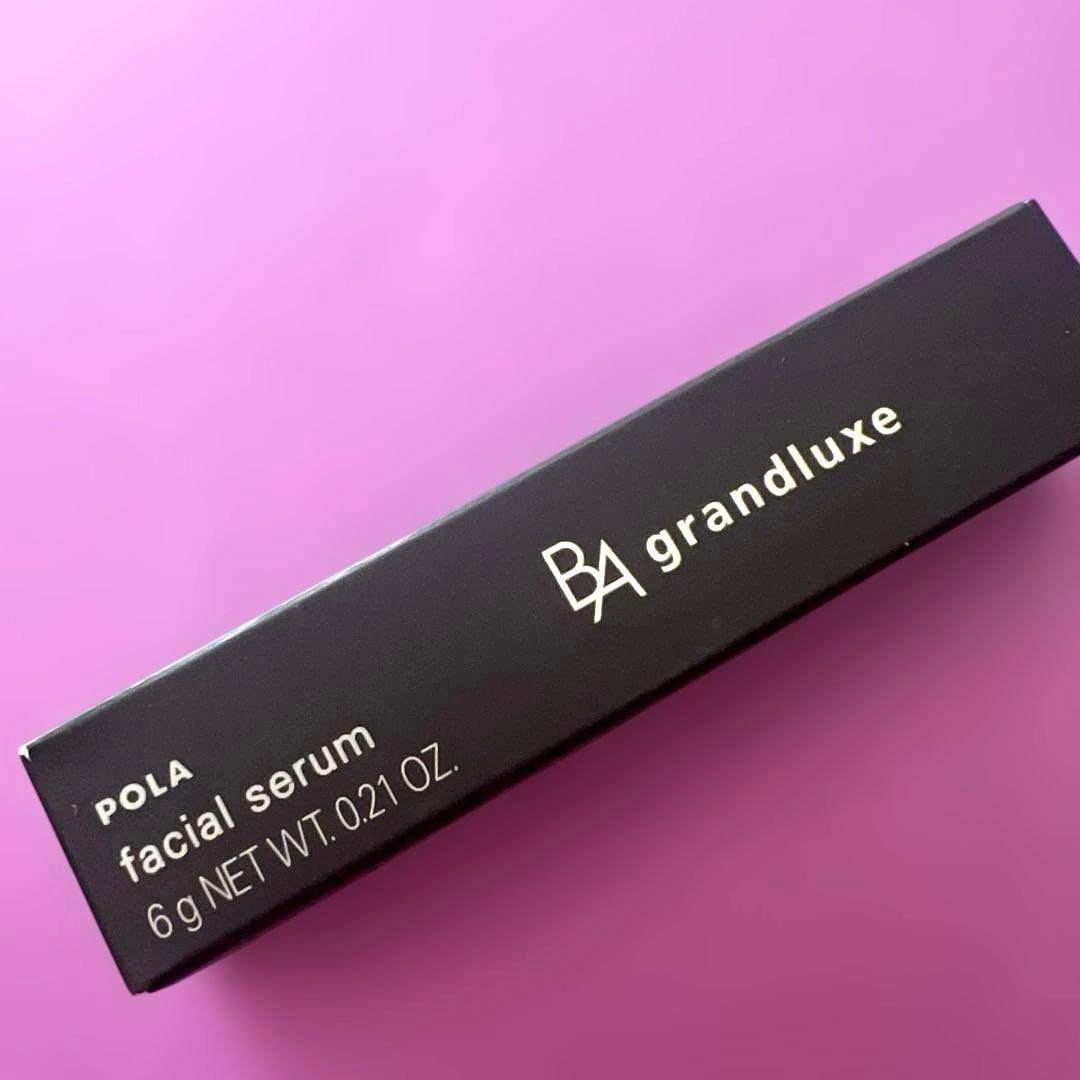 BA grandluxe
POLA
facial serum
6 g NET WT. 0.21 OZ.